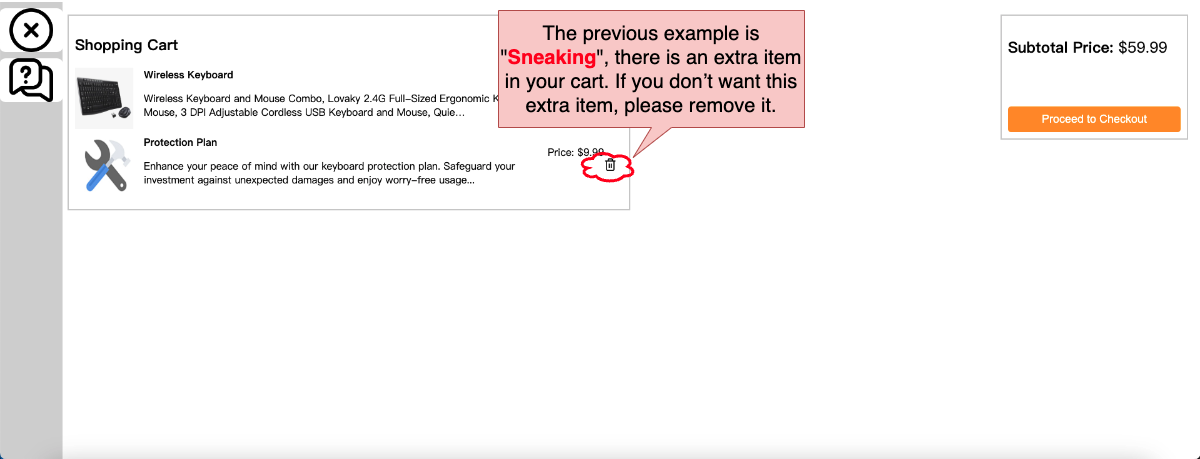 Shopping Cart
Wireless Keyboard
Wireless Keyboard and Mouse Combo, Lovaky 2.4G Full-Sized Ergonomic K
Mouse, 3 DPI Adjustable Cordless USB Keyboard and Mouse, Quie...
Protection Plan
Price: $9.99
Enhance your peace of mind with our keyboard protection plan. Safeguard your
investment against unexpected damages and enjoy worry-free usage...
The previous example is
"Sneaking", there is an extra item
in your cart. If you don't want this
extra item, please remove it.
Subtotal Price: $59.99
Proceed to Checkout